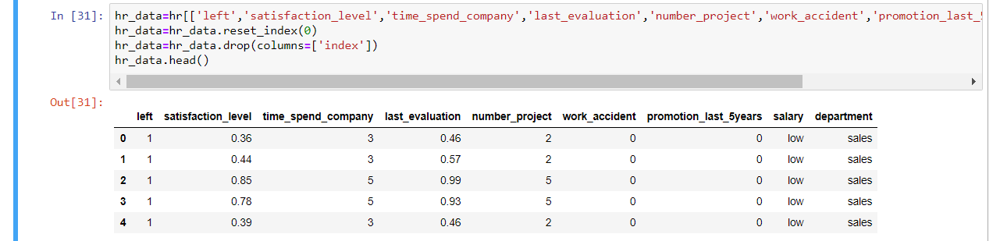 In [31]: hr_data=hr[['left','satisfaction_level','time_spend_company','last_evaluation','number_project','work_accident','promotion_last_
hr_data=hr_data.reset_index(0)
hr_data=hr_data.drop(columns=['index'])
hr_data.head()
Out[31]:
left satisfaction_level time_spend_company last_evaluation number_project work_accident promotion_last_5years salary department
0 1 0.36 3 0.46 2 0 0 low sales
1 1 0.44 3 0.57 2 0 0 low sales
2 1 0.85 5 0.99 5 0 0 low sales
3 1 0.78 5 0.93 5 0 0 low sales
4 1 0.39 3 0.46 2 0 0 low sales